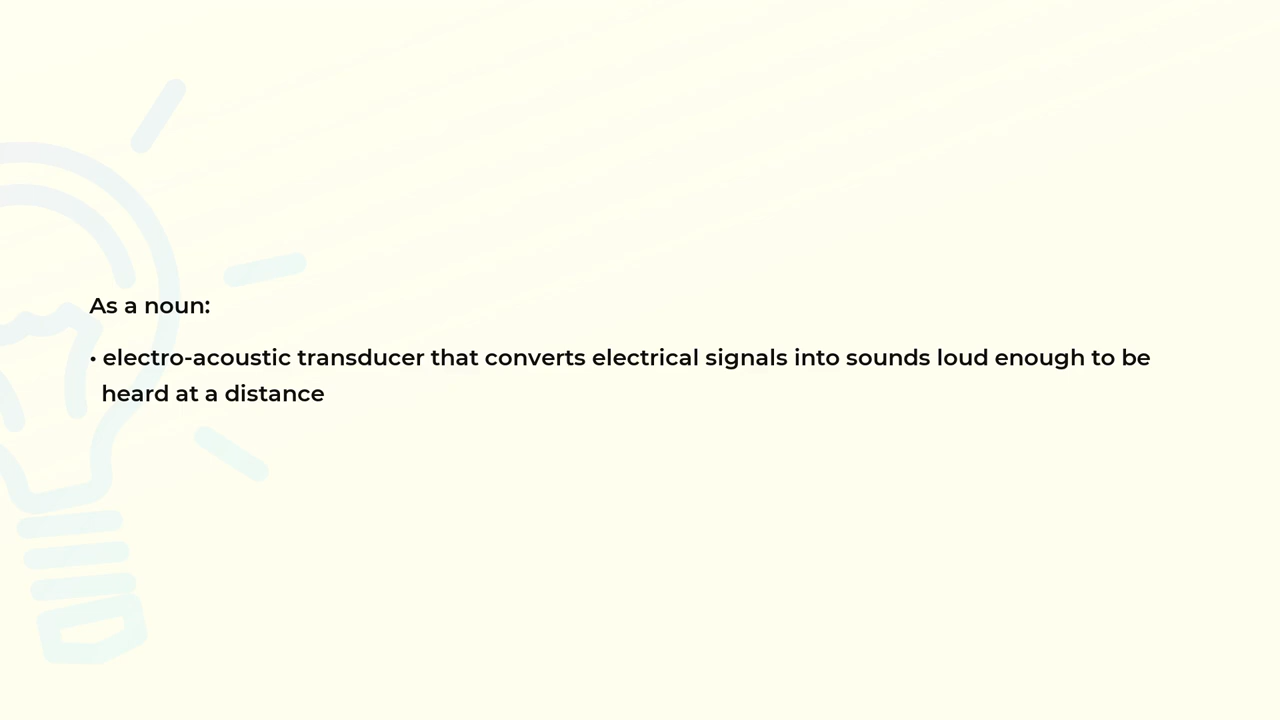 As a noun:
• electro-acoustic transducer that converts electrical signals into sounds loud enough to be
heard at a distance